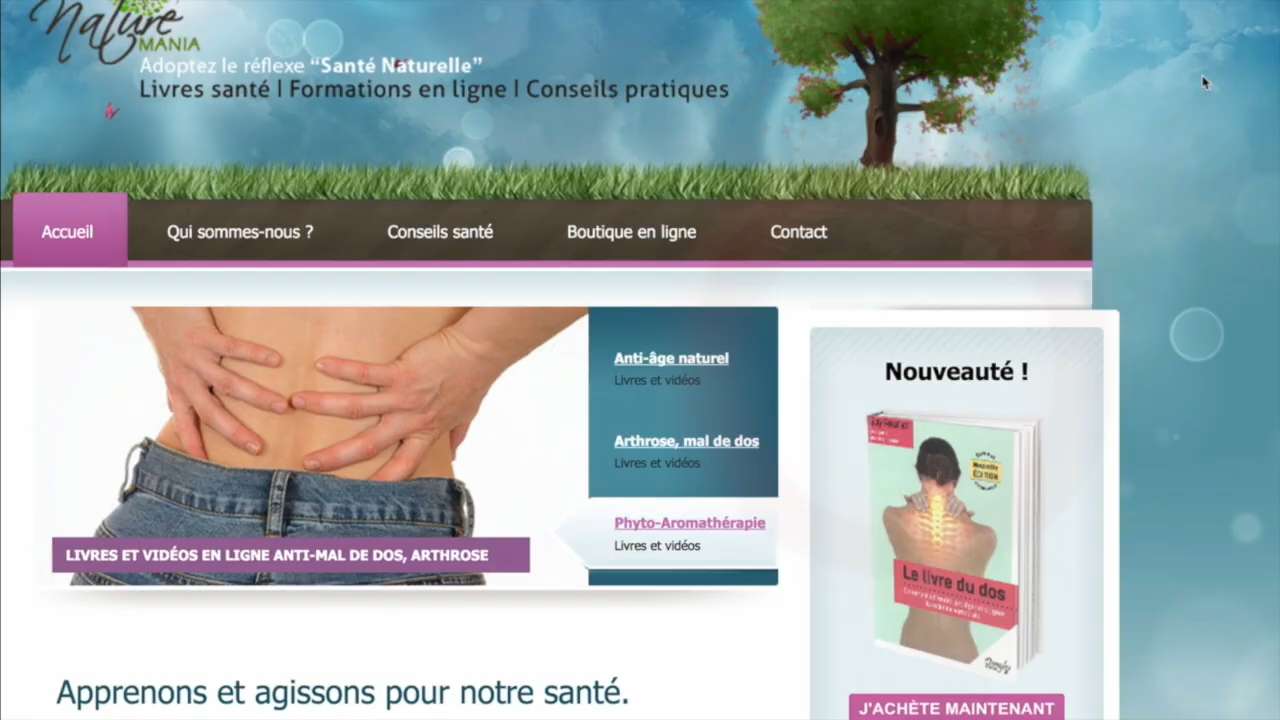 Nature
MANIA
Adoptez le réflexe “Santé Naturelle”
Livres santé | Formations en ligne | Conseils pratiques
Accueil
Qui sommes-nous ?
Conseils santé
Boutique en ligne
Contact
LIVRES ET VIDÉOS EN LIGNE ANTI-MAL DE DOS, ARTHROSE
Anti-âge naturel
Livres et vidéos
Arthrose, mal de dos
Livres et vidéos
Phyto-Aromathérapie
Livres et vidéos
Nouveauté !
Nouvelle
ÉDITION
Le livre du dos
J'ACHÈTE MAINTENANT
Apprenons et agissons pour notre santé.